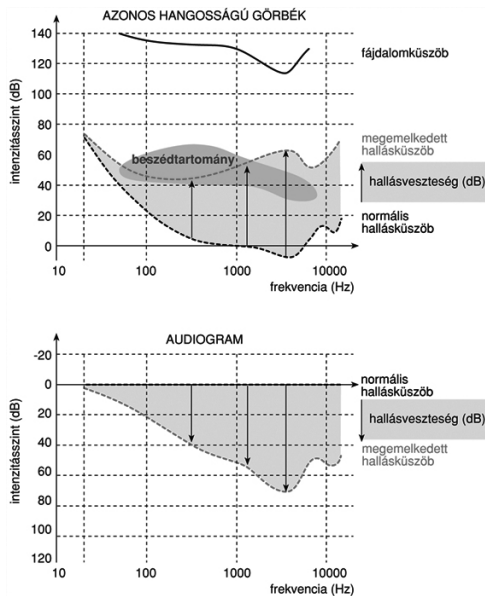 AZONOS HANGOSSÁGÚ GÖRBÉK
140
120
100
80
60
40
20
0
intenzitásszint (dB)
fájdalomküszöb
beszédtartomány
megemelkedett
hallásküszöb
hallásveszteség (dB)
normális
hallásküszöb
10
100
1000
10000
frekvencia (Hz)
AUDIOGRAM
-20
0
20
40
60
80
100
120
intenzitásszint (dB)
normális
hallásküszöb
hallásveszteség (dB)
megemelkedett
hallásküszöb
10
100
1000
10000
frekvencia (Hz)